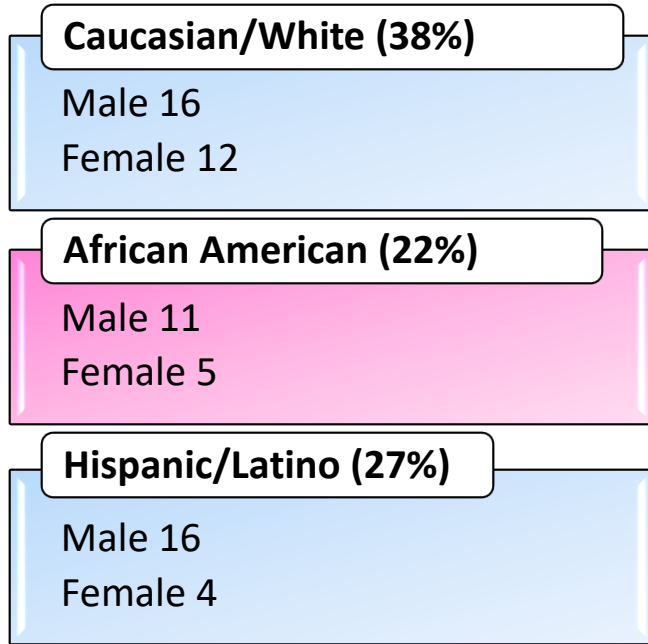 Caucasian/White (38%)
Male 16
Female 12
African American (22%)
Male 11
Female 5
Hispanic/Latino (27%)
Male 16
Female 4